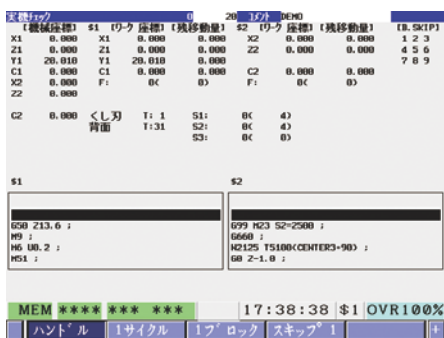 実機チェック 0 20 コメント DEMO
[機械座標] $1 [ワーク 座標] [残移動量] $2 [ワーク 座標] [残移動量] [B.SKIP]
X1 0.000 X1 0.000 0.000 X2 0.000 0.000 1 2 3
Z1 0.000 Z1 0.000 0.000 Z2 0.000 0.000 4 5 6
Y1 20.010 Y1 20.010 0.000 7 8 9
C1 0.000 C1 0.000 0.000 C2 0.000 0.000
X2 0.000 F: 0( 0) F: 0( 0)
Z2 0.000
C2 0.000 くし刃 T: 1 S1: 0( 4)
背面 T:31 S2: 0( 4)
S3: 0( 0)
$1 $2
G50 Z13.6 ; G99 M23 S2=2500 ;
M9 ; G660 ;
M6 U0.2 ; M2125 T5100(CENTER3+90) ;
M51 ; G0 Z-1.0 ;
MEM **** *** *** 17:38:38 $1 OVR100%
ハンドル 1サイクル 1ブロック スキップ 1 +